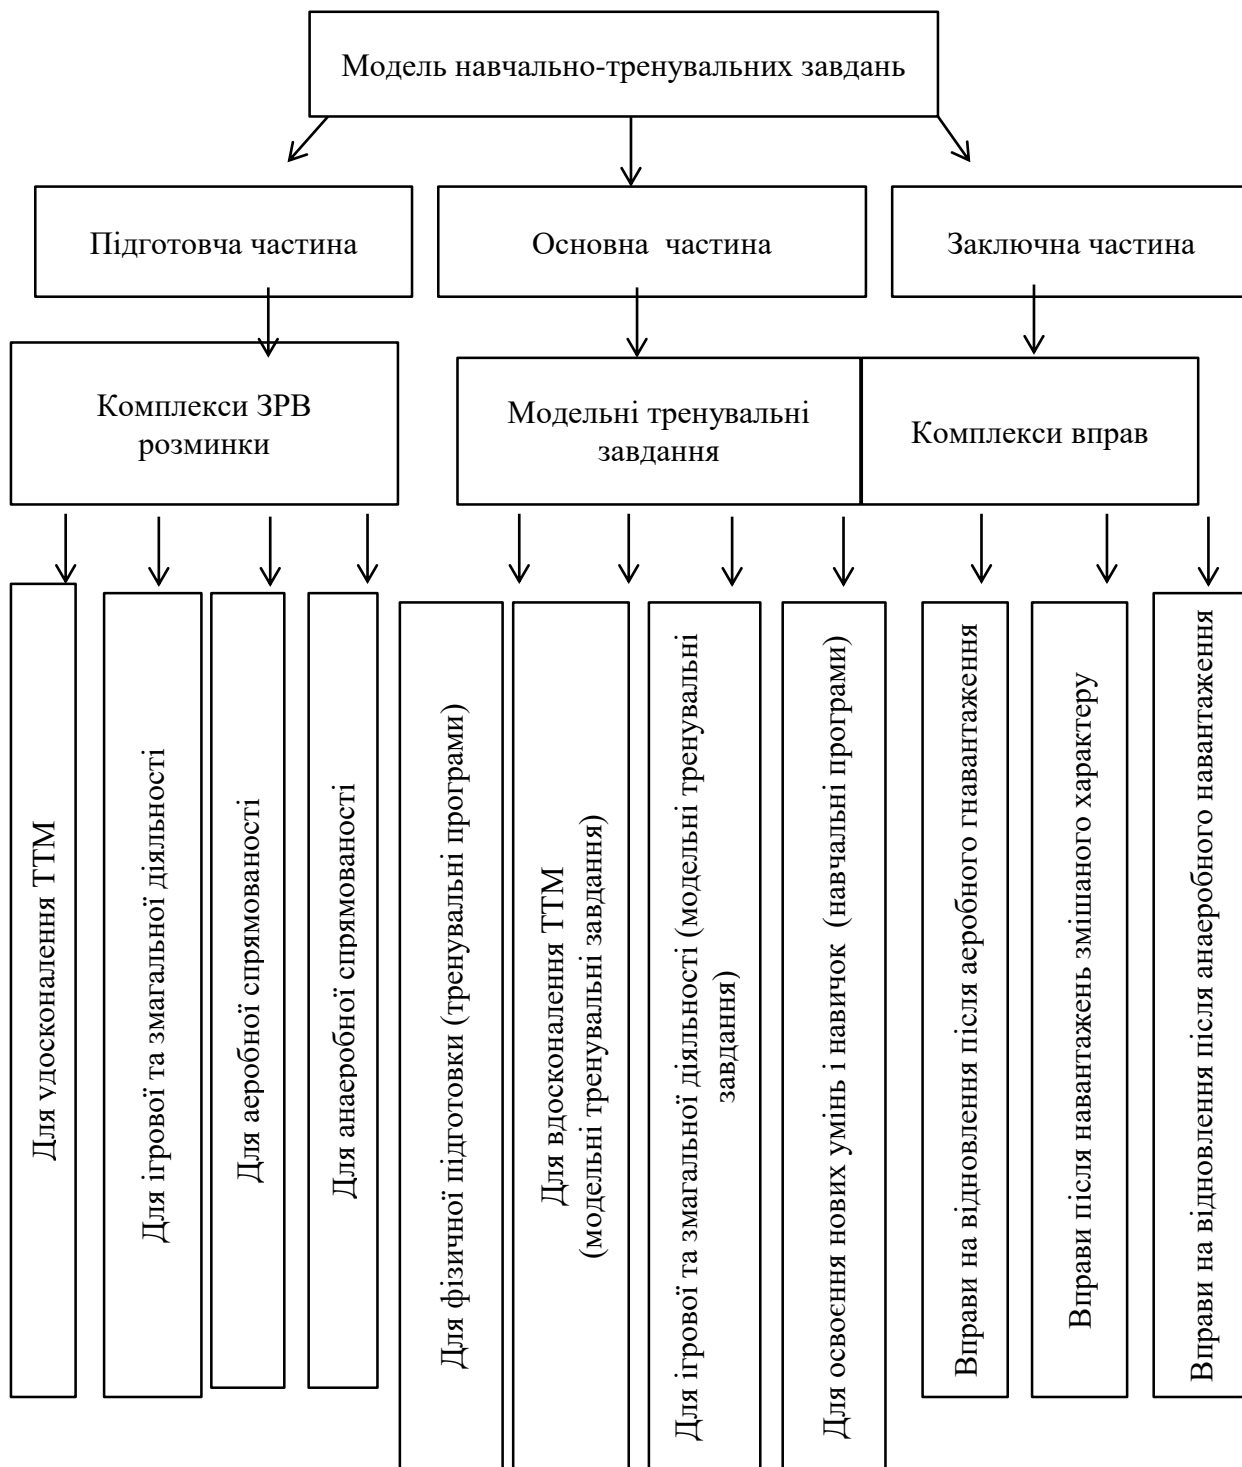 Модель навчально-тренувальних завдань
Підготовча частина
Основна частина
Заключна частина
Комплекси ЗРВ
розминки
Модельні тренувальні
завдання
Комплекси вправ
Для удосконалення ТТМ
Для ігрової та змагальної діяльності
Для аеробної спрямованості
Для анаеробної спрямованості
Для фізичної підготовки (тренувальні програми)
Для вдосконалення ТТМ
(модельні тренувальні завдання)
Для ігрової та змагальної діяльності (модельні тренувальні
завдання)
Для освоєння нових умінь і навичок (навчальні програми)
Вправи на відновлення після аеробного гнавантаження
Вправи після навантажень змішаного характеру
Вправи на відновлення після анаеробного навантаження